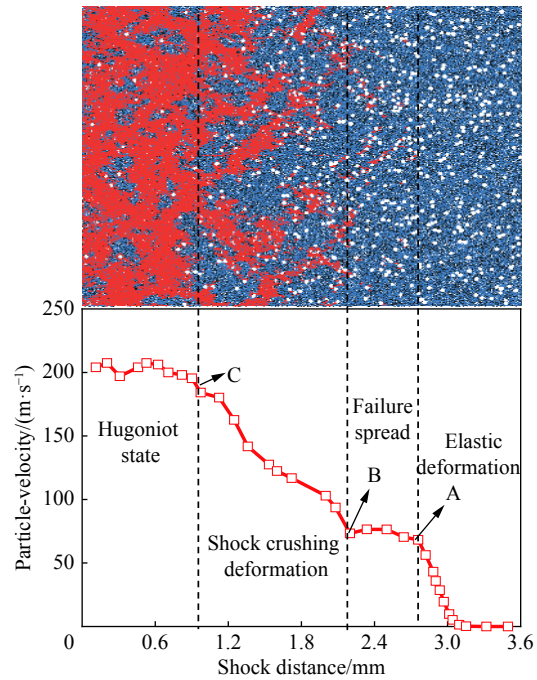 250
200
150
100
50
0
Particle-velocity/(m·s⁻¹)
C
Hugoniot
state
Failure
spread
Elastic
deformation
B
A
Shock crushing
deformation
0.6
1.2
1.8
2.4
3.0
3.6
Shock distance/mm